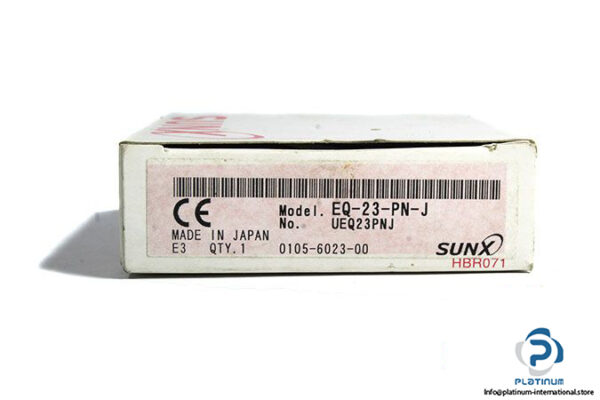 SUNX
CE
Model. EQ-23-PN-J
No. UEQ23PNJ
MADE IN JAPAN
E3 QTY.1 0105-6023-00
SUNX
HBR071
PLATINUM
Info@platinum-international.store